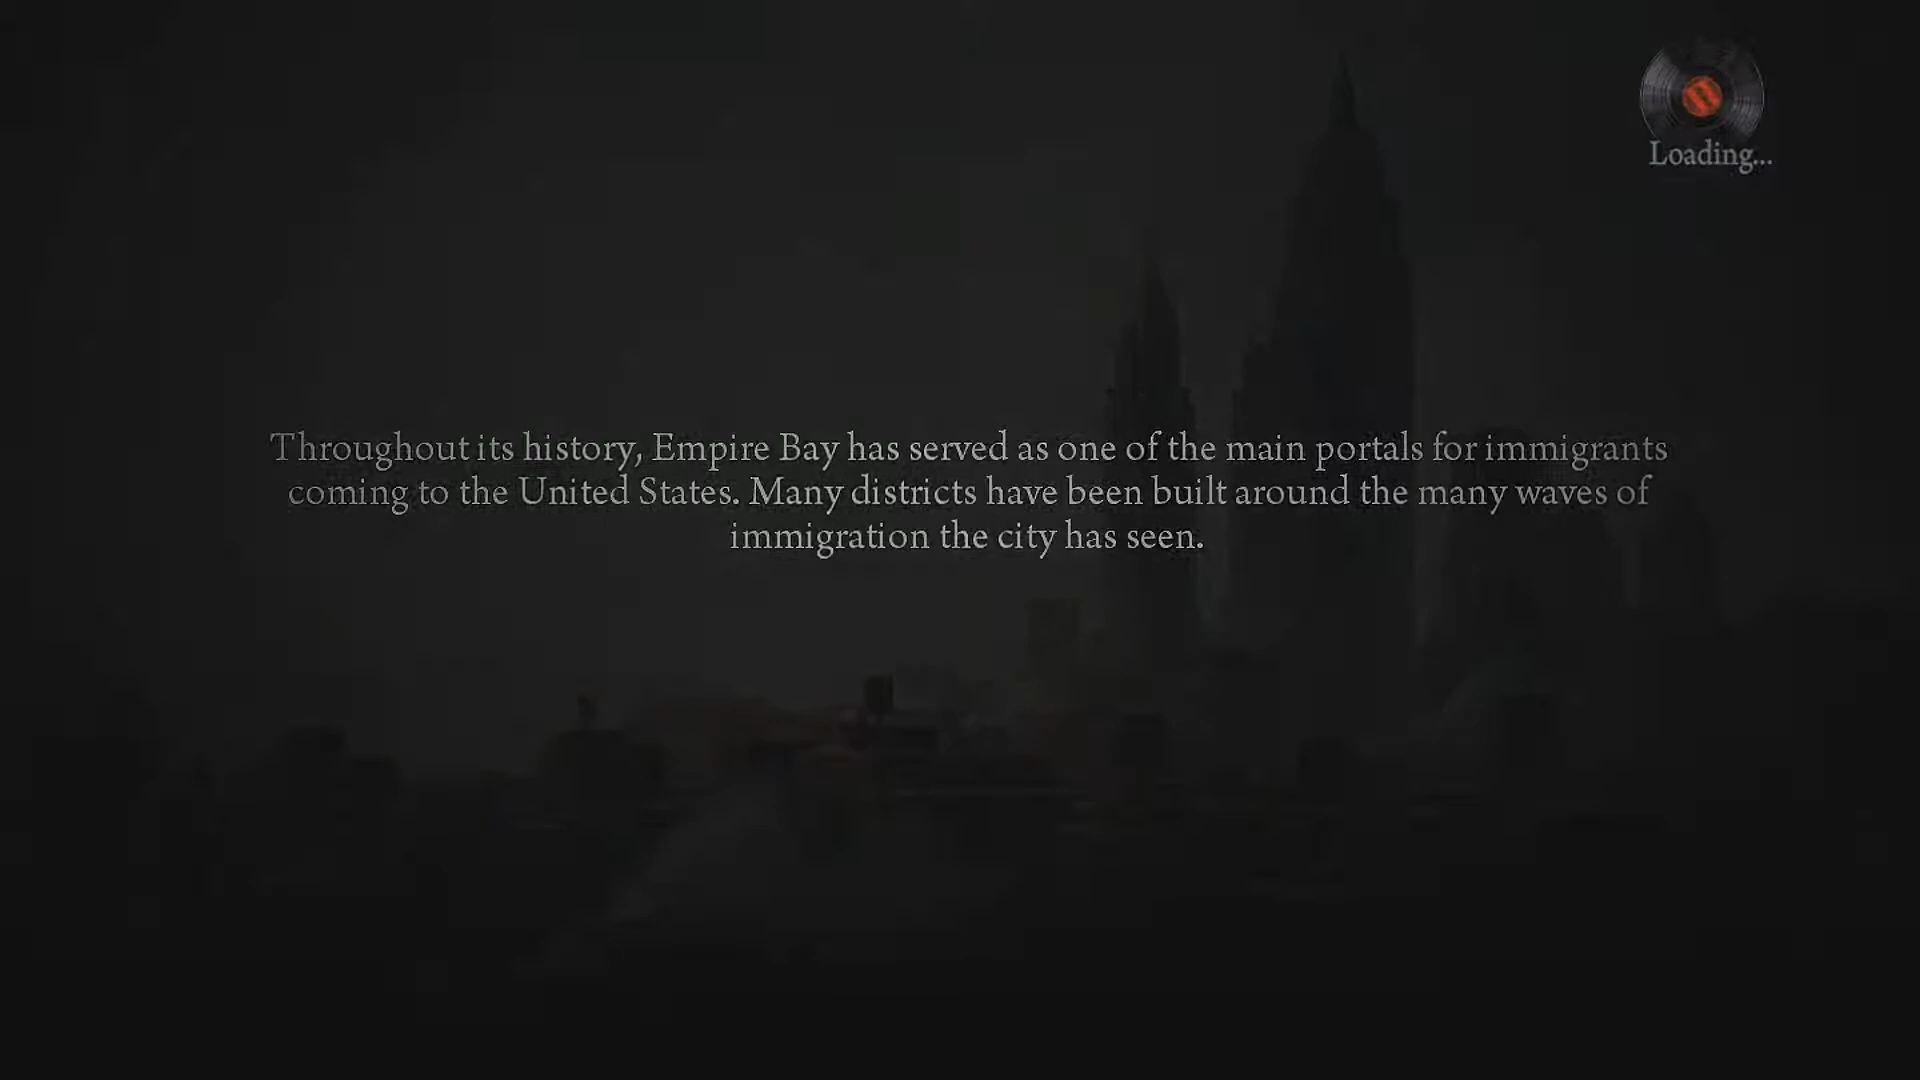 Loading...
Throughout its history, Empire Bay has served as one of the main portals for immigrants
coming to the United States. Many districts have been built around the many waves of
immigration the city has seen.